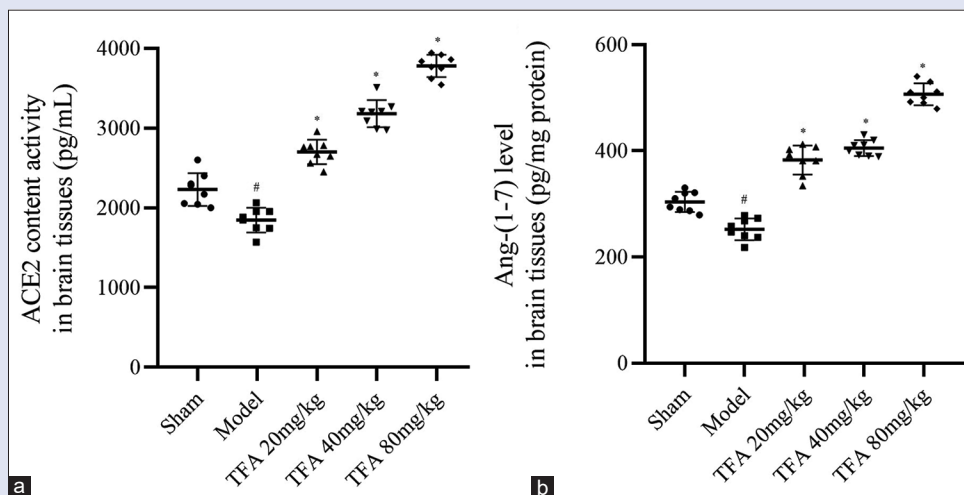 ACE2 content activity
in brain tissues (pg/mL)
4000
3000
2000
1000
0
#
*
*
*
Sham
Model
TFA 20mg/kg
TFA 40mg/kg
TFA 80mg/kg
a
Ang-(1-7) level
in brain tissues (pg/mg protein)
600
400
200
0
#
*
*
*
Sham
Model
TFA 20mg/kg
TFA 40mg/kg
TFA 80mg/kg
b